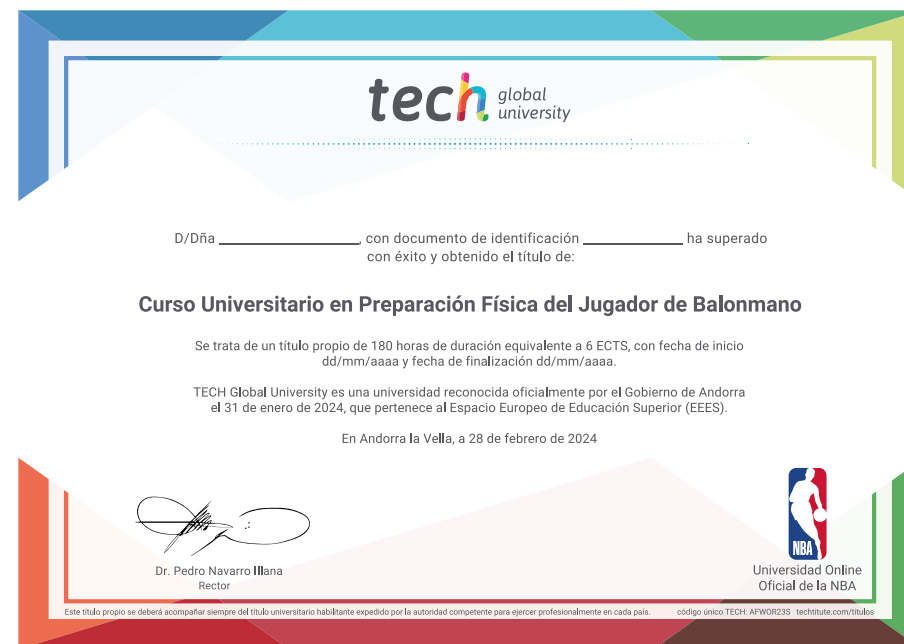 tech global university
D/Dña ____________________, con documento de identificación ______________ ha superado
con éxito y obtenido el título de:
Curso Universitario en Preparación Física del Jugador de Balonmano
Se trata de un título propio de 180 horas de duración equivalente a 6 ECTS, con fecha de inicio
dd/mm/aaaa y fecha de finalización dd/mm/aaaa.
TECH Global University es una universidad reconocida oficialmente por el Gobierno de Andorra
el 31 de enero de 2024, que pertenece al Espacio Europeo de Educación Superior (EEES).
En Andorra la Vella, a 28 de febrero de 2024
Dr. Pedro Navarro Illana
Rector
NBA
Universidad Online
Oficial de la NBA
Este título propio se deberá acompañar siempre del título universitario habilitante expedido por la autoridad competente para ejercer profesionalmente en cada país.
código único TECH: AFWOR23S techtitute.com/titulos